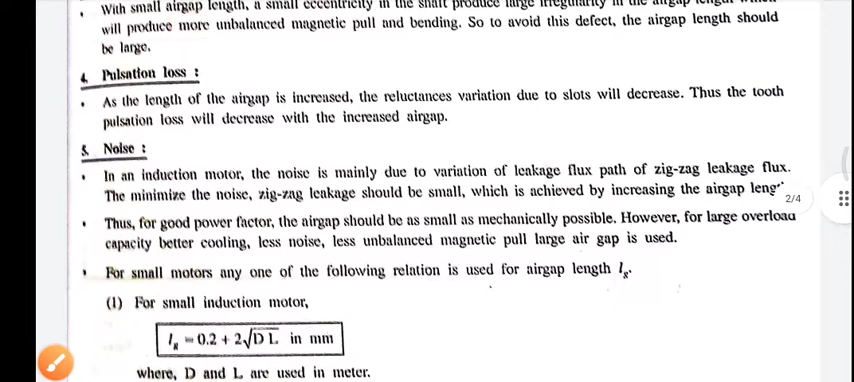 • With small airgap length, a small eccentricity in the shaft produce large irregularity in the airgap length which
will produce more unbalanced magnetic pull and bending. So to avoid this defect, the airgap length should
be large.
4. Pulsation loss :
• As the length of the airgap is increased, the reluctances variation due to slots will decrease. Thus the tooth
pulsation loss will decrease with the increased airgap.
5. Noise :
• In an induction motor, the noise is mainly due to variation of leakage flux path of zig-zag leakage flux.
The minimize the noise, zig-zag leakage should be small, which is achieved by increasing the airgap leng
2/4
• Thus, for good power factor, the airgap should be as small as mechanically possible. However, for large overload
capacity better cooling, less noise, less unbalanced magnetic pull large air gap is used.
• For small motors any one of the following relation is used for airgap length l_g.
(1) For small induction motor,
l_g = 0.2 + 2√D L in mm
where, D and L are used in meter.